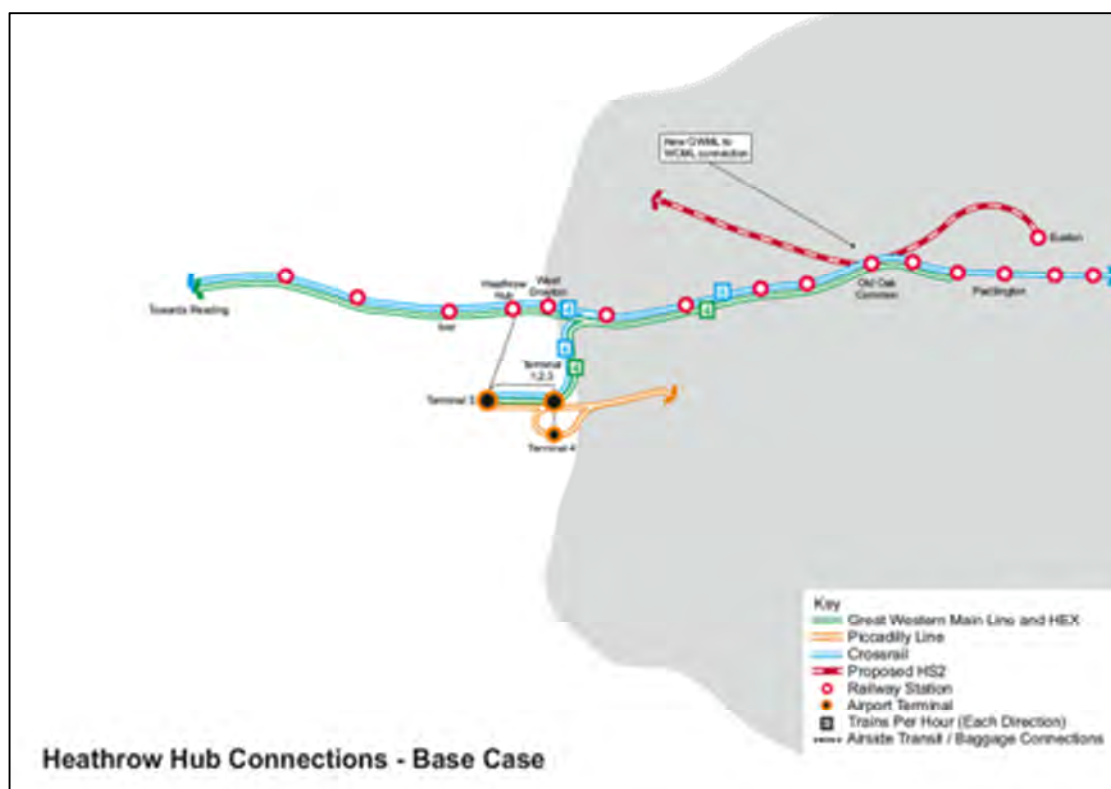 New GWML to
WCML connection
Euston
Heathrow
Hub
West
Drayton
Old Oak
Common
Paddington
Towards Reading
Iver
Terminal
1,2,3
Terminal 5
Terminal 4
Key
Great Western Main Line and HEX
Piccadilly Line
Crossrail
Proposed HS2
Railway Station
Airport Terminal
Trains Per Hour (Each Direction)
Airside Transit / Baggage Connections
Heathrow Hub Connections - Base Case